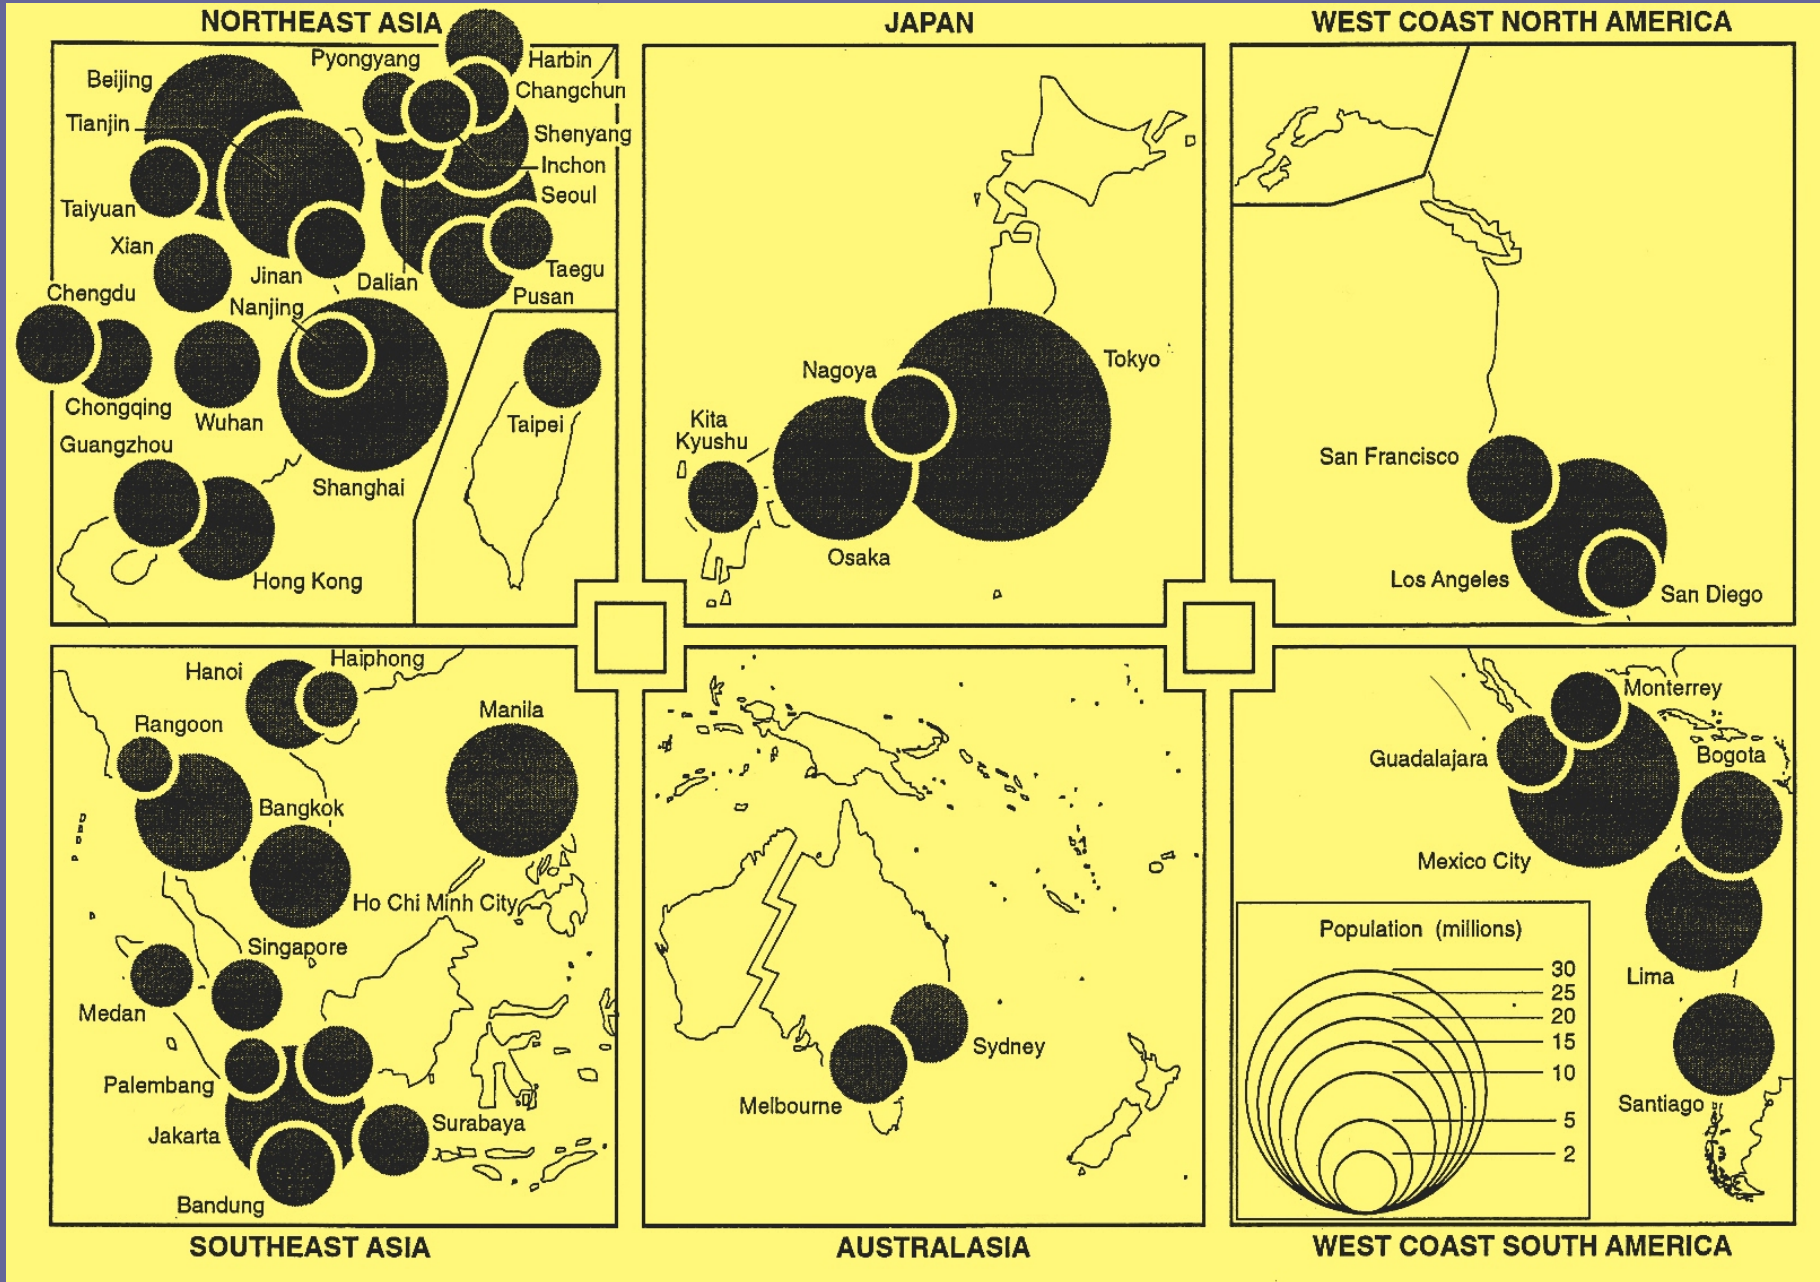 NORTHEAST ASIA
Pyongyang
Harbin
Beijing
Changchun
Tianjin
Shenyang
Inchon
Seoul
Taiyuan
Xian
Jinan
Dalian
Taegu
Pusan
Chengdu
Nanjing
Chongqing
Wuhan
Taipei
Guangzhou
Shanghai
Hong Kong
JAPAN
Tokyo
Nagoya
Kita
Kyushu
Osaka
WEST COAST NORTH AMERICA
San Francisco
Los Angeles
San Diego
Hanoi
Haiphong
Rangoon
Manila
Bangkok
Ho Chi Minh City
Singapore
Medan
Palembang
Jakarta
Surabaya
Bandung
SOUTHEAST ASIA
Sydney
Melbourne
AUSTRALASIA
Monterrey
Guadalajara
Bogota
Mexico City
Lima
Santiago
Population (millions)
30
25
20
15
10
5
2
WEST COAST SOUTH AMERICA